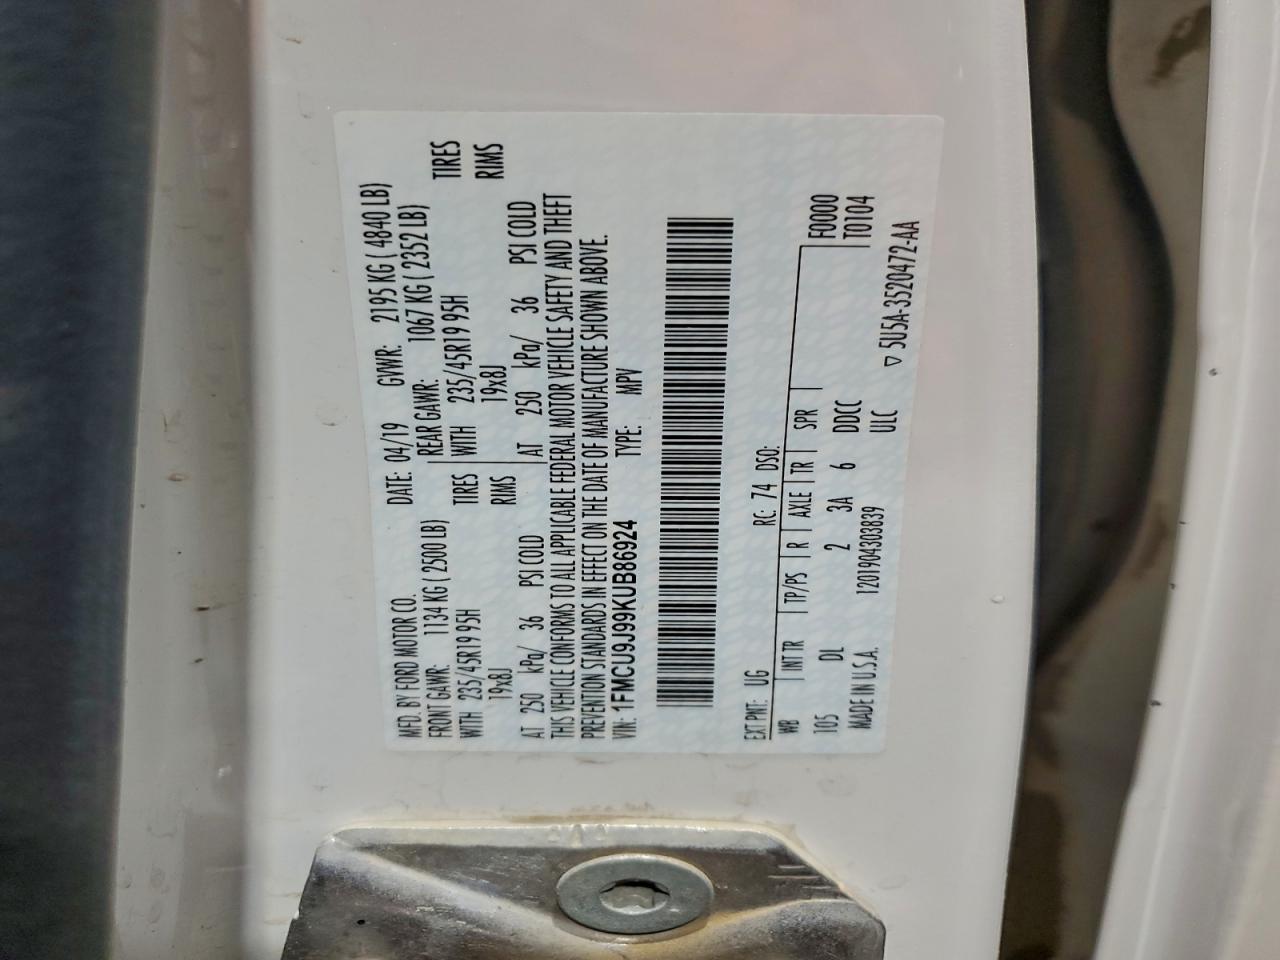 MFD. BY FORD MOTOR CO. DATE: 04/19 GVWR: 2195 KG ( 4840 LB)
FRONT GAWR: 1134 KG ( 2500 LB) REAR GAWR: 1067 KG ( 2352 LB)
WITH 235/45R19 95H TIRES WITH 235/45R19 95H TIRES
19x8J RIMS 19x8J RIMS
AT 250 kPa/ 36 PSI COLD AT 250 kPa/ 36 PSI COLD
THIS VEHICLE CONFORMS TO ALL APPLICABLE FEDERAL MOTOR VEHICLE SAFETY AND THEFT
PREVENTION STANDARDS IN EFFECT ON THE DATE OF MANUFACTURE SHOWN ABOVE.
VIN: 1FMCU9J99KUB86924 TYPE: MPV
EXT PNT: UG RC: 74 DSO:
WB | INT TR | TP/PS | R | AXLE | TR | SPR | F0000
105 DL 2 3A 6 DDCC T0104
MADE IN U.S.A. 1201904303839 ULC
▽ 5U5A-3520472-AA